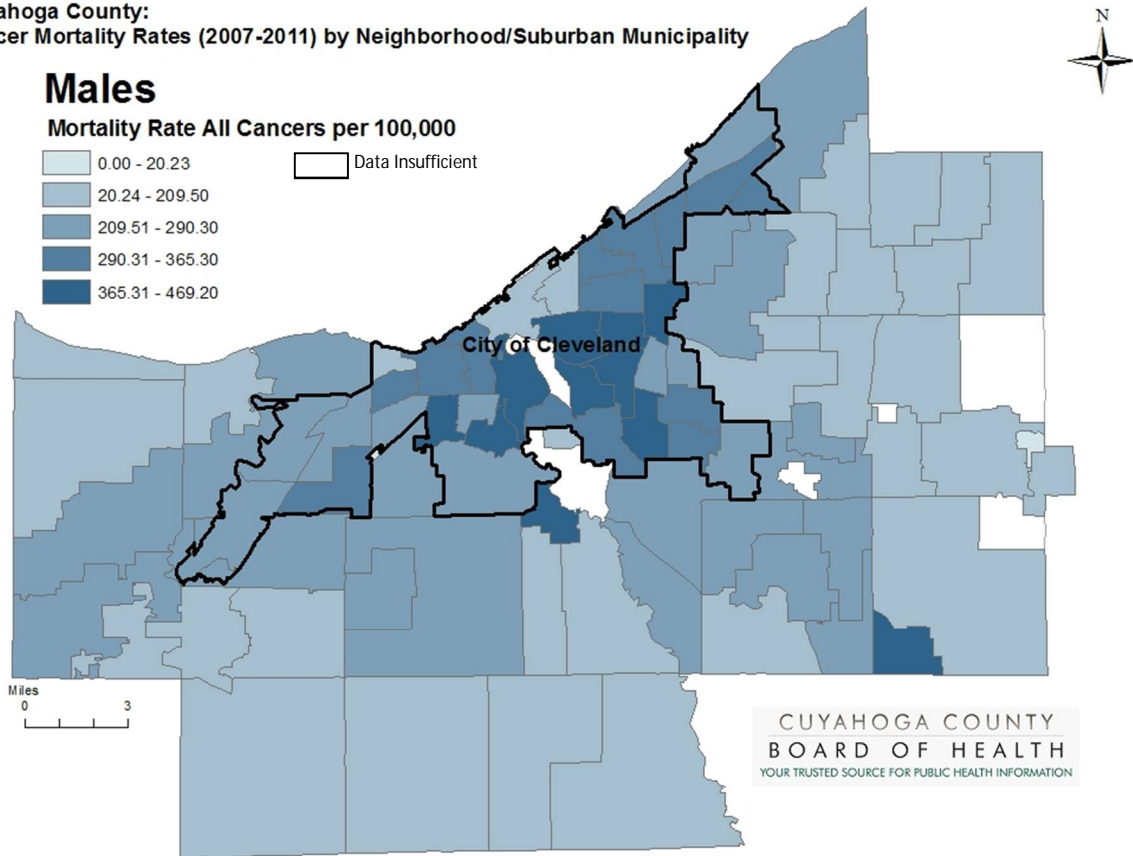 ahoga County:
cer Mortality Rates (2007-2011) by Neighborhood/Suburban Municipality
N
Males
Mortality Rate All Cancers per 100,000
0.00 - 20.23
Data Insufficient
20.24 - 209.50
209.51 - 290.30
290.31 - 365.30
365.31 - 469.20
City of Cleveland
Miles
0 3
CUYAHOGA COUNTY
BOARD OF HEALTH
YOUR TRUSTED SOURCE FOR PUBLIC HEALTH INFORMATION